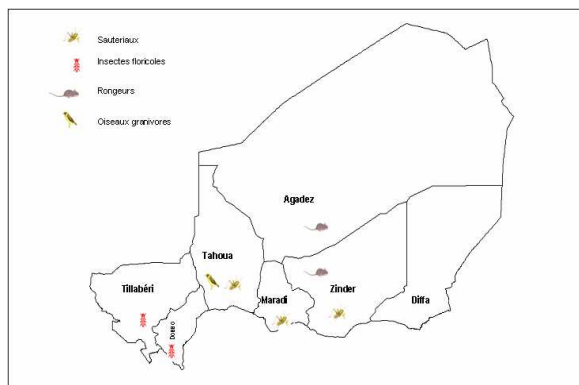 Sauteriaux
Insectes floricoles
Rongeurs
Oiseaux granivores
Agadez
Tahoua
Tillabéri
Maradi
Zinder
Diffa
Dosso